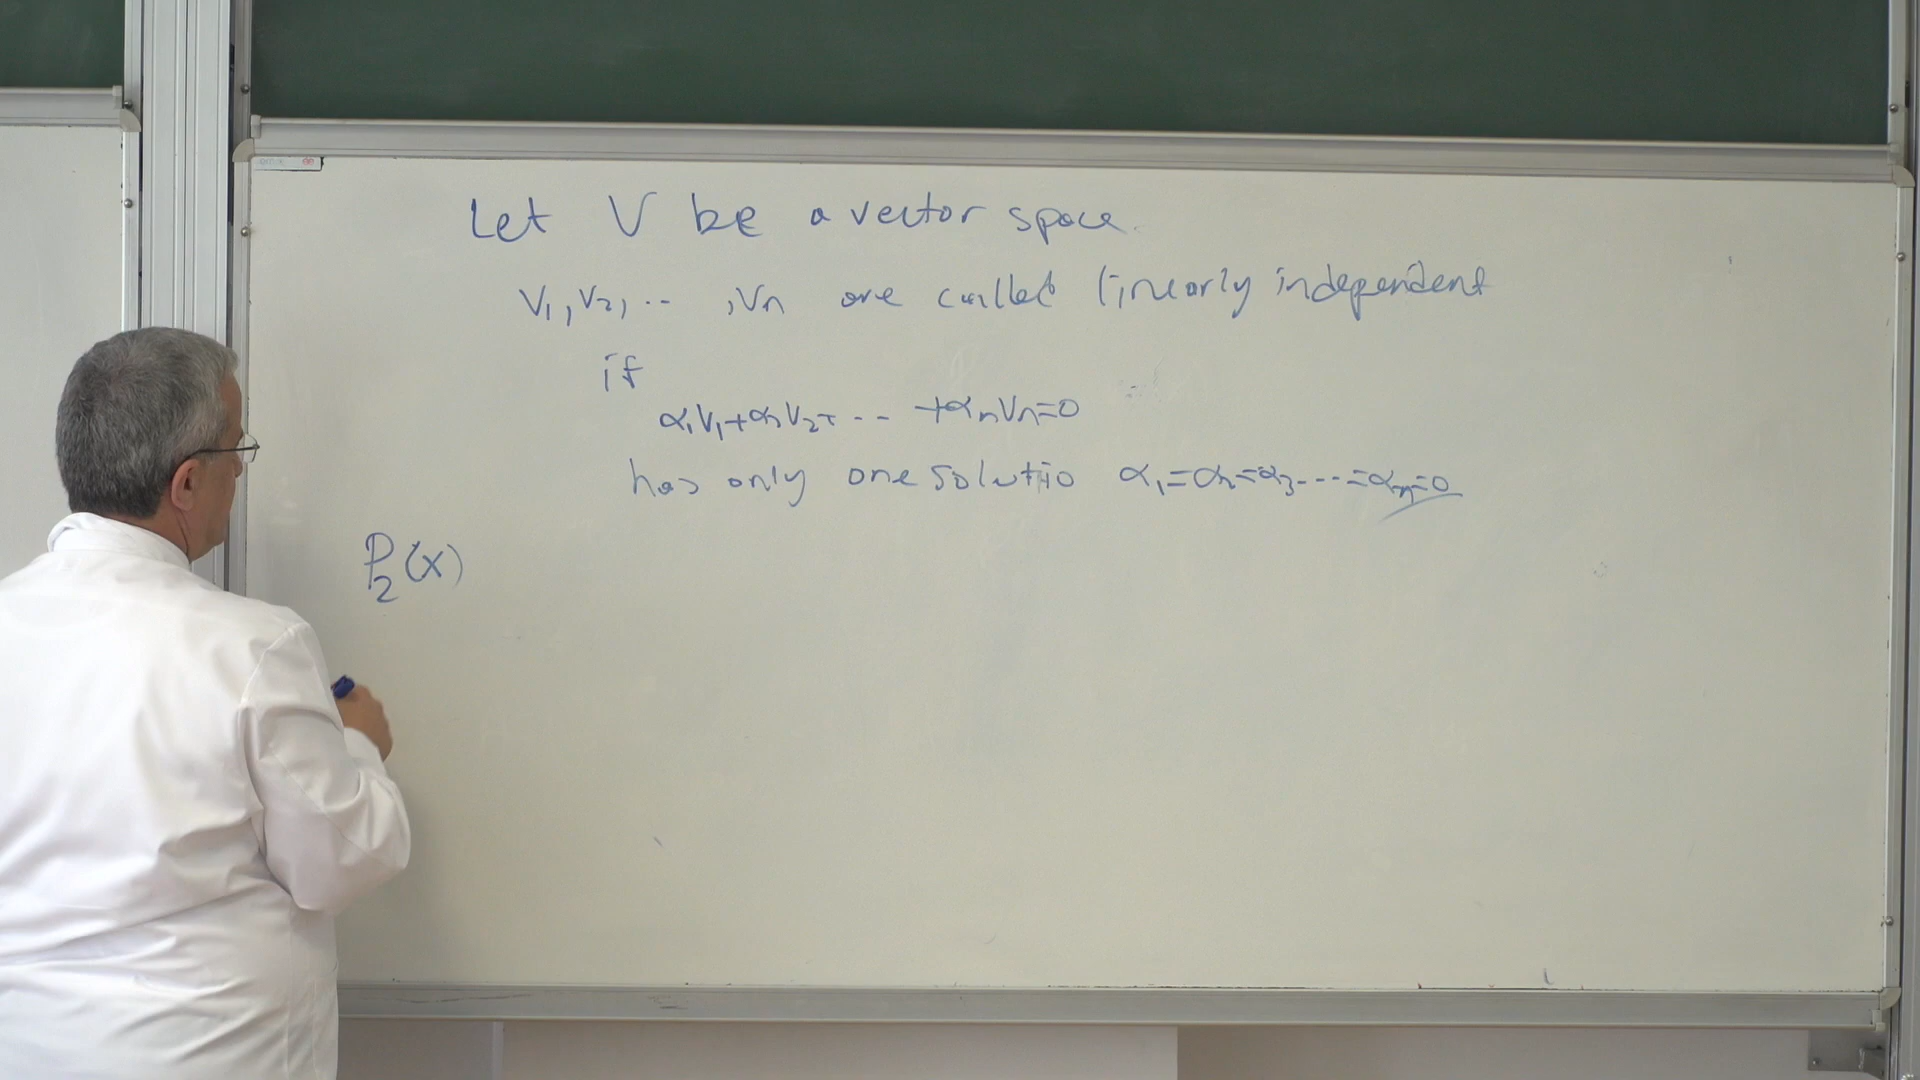 Let V be a vector space.
V₁, V₂, .. , Vn are called linearly independent
if
α₁V₁+α₂V₂+ ... +αnVn=0
has only one solutio α₁=α₂=α₃...=αn=0
P₂(x)